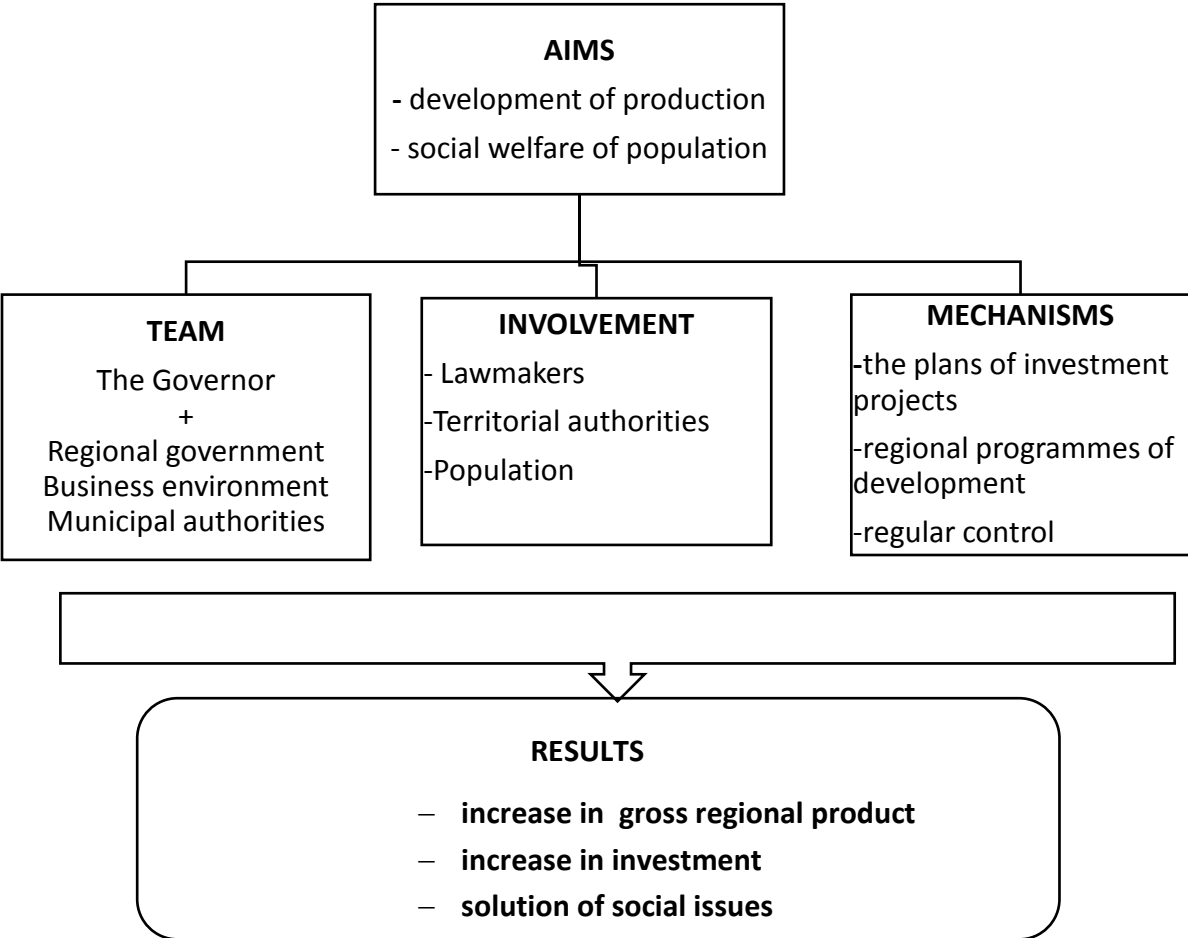 AIMS
- development of production
- social welfare of population
TEAM
The Governor
+
Regional government
Business environment
Municipal authorities
INVOLVEMENT
- Lawmakers
-Territorial authorities
-Population
MECHANISMS
-the plans of investment
projects
-regional programmes of
development
-regular control
RESULTS
– increase in gross regional product
– increase in investment
– solution of social issues